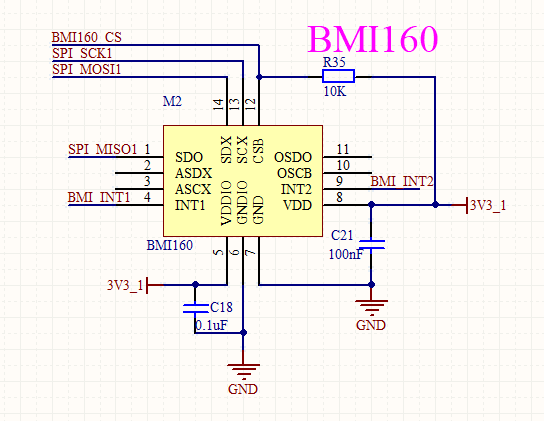 BMI160
BMI160_CS
SPI_SCK1
SPI_MOSI1
R35
10K
M2
14
13
12
SDX
SCX
CSB
SPI_MISO1 1 SDO OSDO 11
2 ASDX OSCB 10
3 ASCX INT2 9 BMI_INT2
BMI_INT1 4 INT1 VDD 8 3V3_1
VDDIO
GNDIO
GND
BMI160
5
6
7
C21
100nF
3V3_1
C18
0.1uF
GND
GND